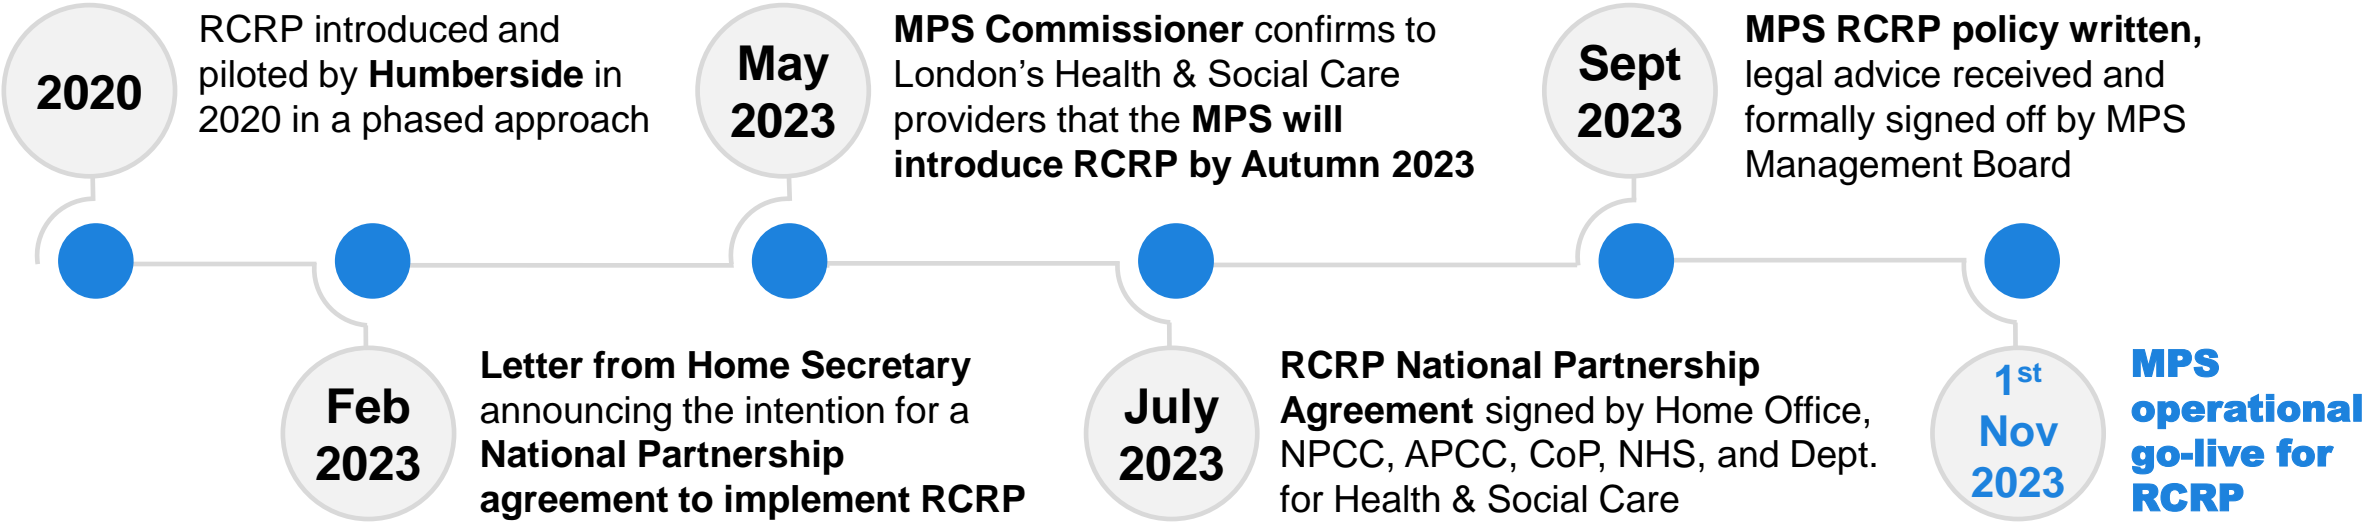 2020
RCRP introduced and
piloted by Humberside in
2020 in a phased approach
Feb
2023
Letter from Home Secretary
announcing the intention for a
National Partnership
agreement to implement RCRP
May
2023
MPS Commissioner confirms to
London’s Health & Social Care
providers that the MPS will
introduce RCRP by Autumn 2023
July
2023
RCRP National Partnership
Agreement signed by Home Office,
NPCC, APCC, CoP, NHS, and Dept.
for Health & Social Care
Sept
2023
MPS RCRP policy written,
legal advice received and
formally signed off by MPS
Management Board
1st
Nov
2023
MPS
operational
go-live for
RCRP